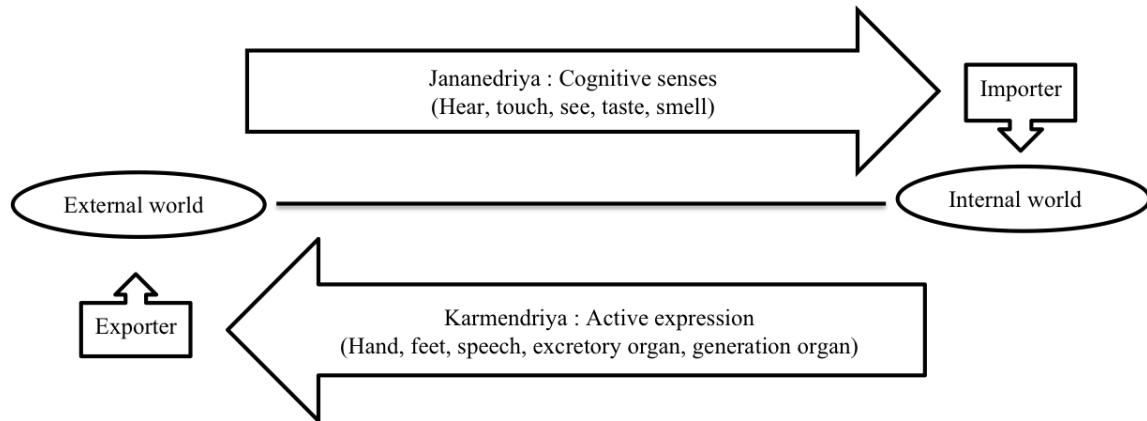 Jananedriya : Cognitive senses
(Hear, touch, see, taste, smell)
Importer
External world
Internal world
Exporter
Karmendriya : Active expression
(Hand, feet, speech, excretory organ, generation organ)